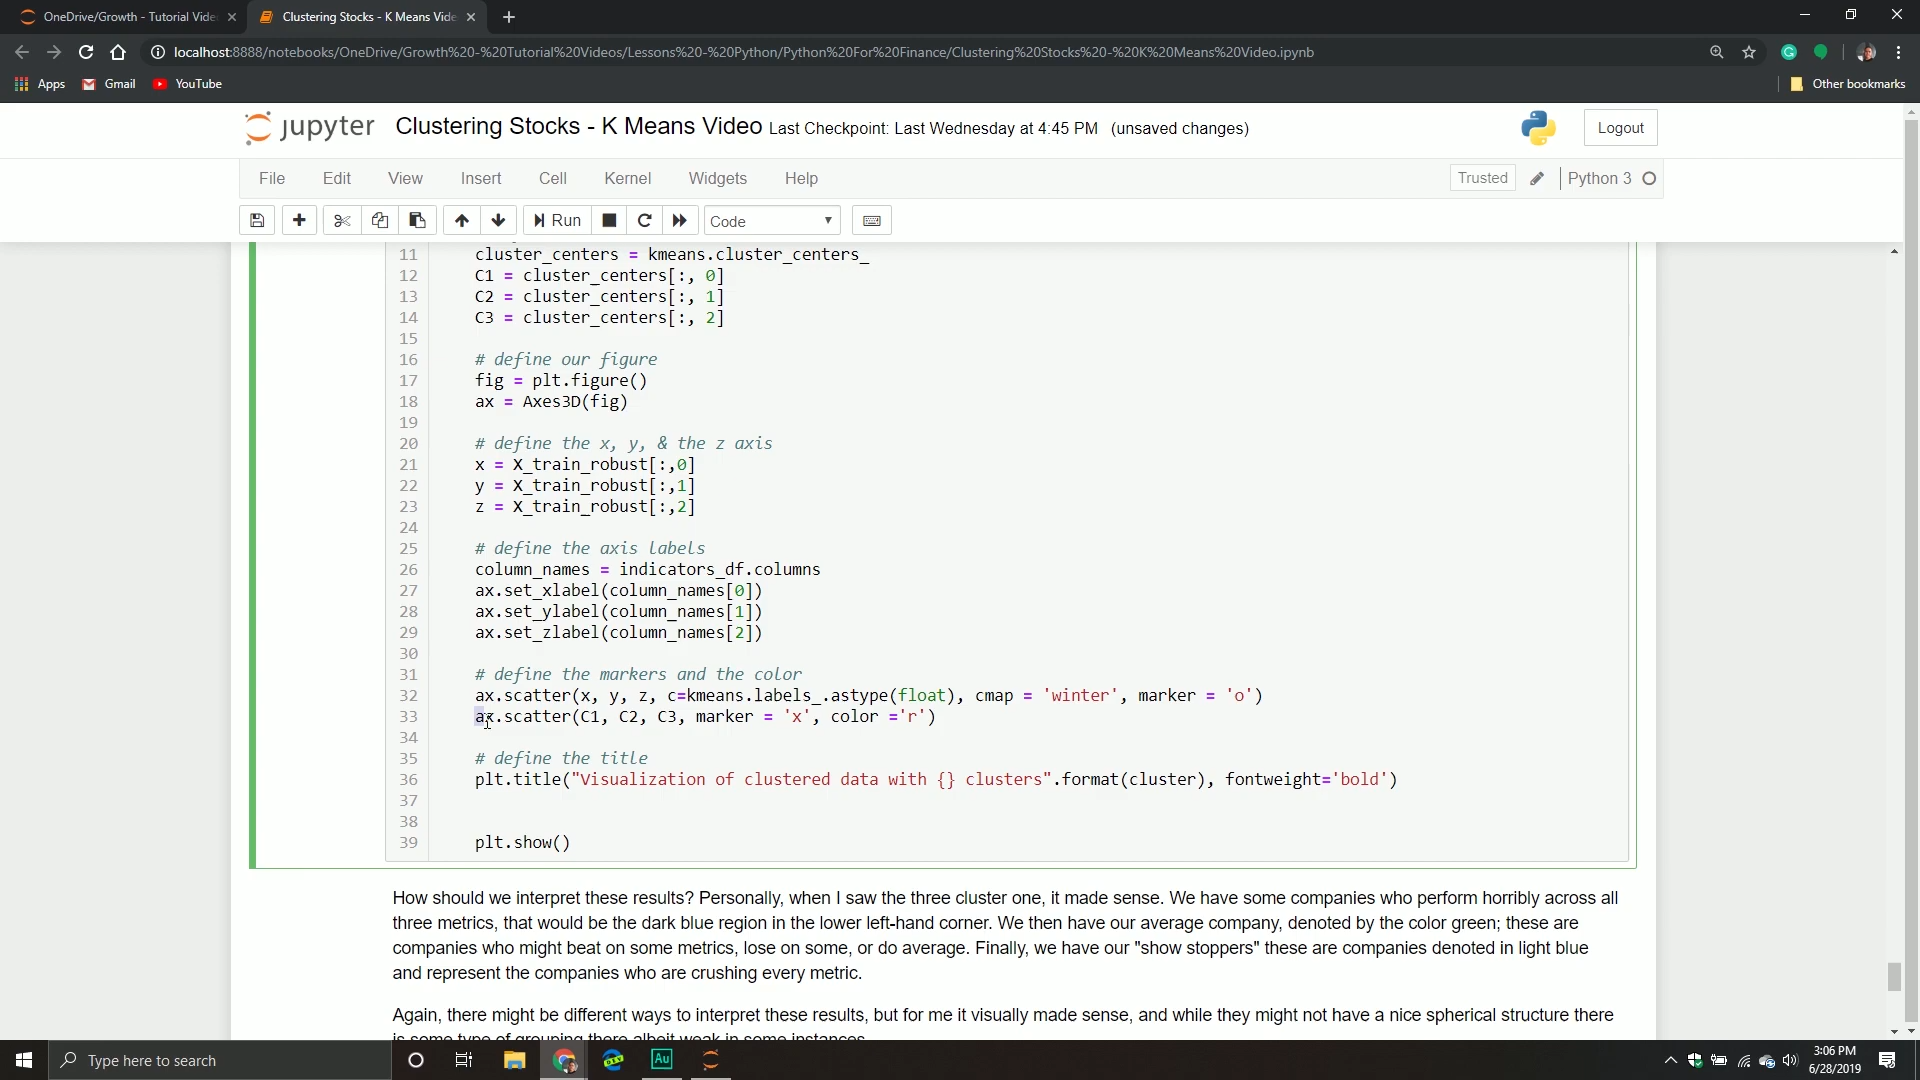 OneDrive/Growth - Tutorial Vide
Clustering Stocks - K Means Vide
localhost:8888/notebooks/OneDrive/Growth%20-%20Tutorial%20Videos/Lessons%20-%20Python/Python%20For%20Finance/Clustering%20Stocks%20-%20K%20Means%20Video.ipynb
Apps Gmail YouTube Other bookmarks
jupyter Clustering Stocks - K Means Video Last Checkpoint: Last Wednesday at 4:45 PM (unsaved changes) Logout
File Edit View Insert Cell Kernel Widgets Help Trusted Python 3
Run Code
11 cluster_centers = kmeans.cluster_centers_
12 C1 = cluster_centers[:, 0]
13 C2 = cluster_centers[:, 1]
14 C3 = cluster_centers[:, 2]
15
16 # define our figure
17 fig = plt.figure()
18 ax = Axes3D(fig)
19
20 # define the x, y, & the z axis
21 x = X_train_robust[:,0]
22 y = X_train_robust[:,1]
23 z = X_train_robust[:,2]
24
25 # define the axis labels
26 column_names = indicators_df.columns
27 ax.set_xlabel(column_names[0])
28 ax.set_ylabel(column_names[1])
29 ax.set_zlabel(column_names[2])
30
31 # define the markers and the color
32 ax.scatter(x, y, z, c=kmeans.labels_.astype(float), cmap = 'winter', marker = 'o')
33 ax.scatter(C1, C2, C3, marker = 'x', color ='r')
34
35 # define the title
36 plt.title("Visualization of clustered data with {} clusters".format(cluster), fontweight='bold')
37
38
39 plt.show()
How should we interpret these results? Personally, when I saw the three cluster one, it made sense. We have some companies who perform horribly across all
three metrics, that would be the dark blue region in the lower left-hand corner. We then have our average company, denoted by the color green; these are
companies who might beat on some metrics, lose on some, or do average. Finally, we have our "show stoppers" these are companies denoted in light blue
and represent the companies who are crushing every metric.
Again, there might be different ways to interpret these results, but for me it visually made sense, and while they might not have a nice spherical structure there
is some type of grouping there albeit weak in some instances.
Type here to search
Au
3:06 PM
6/28/2019